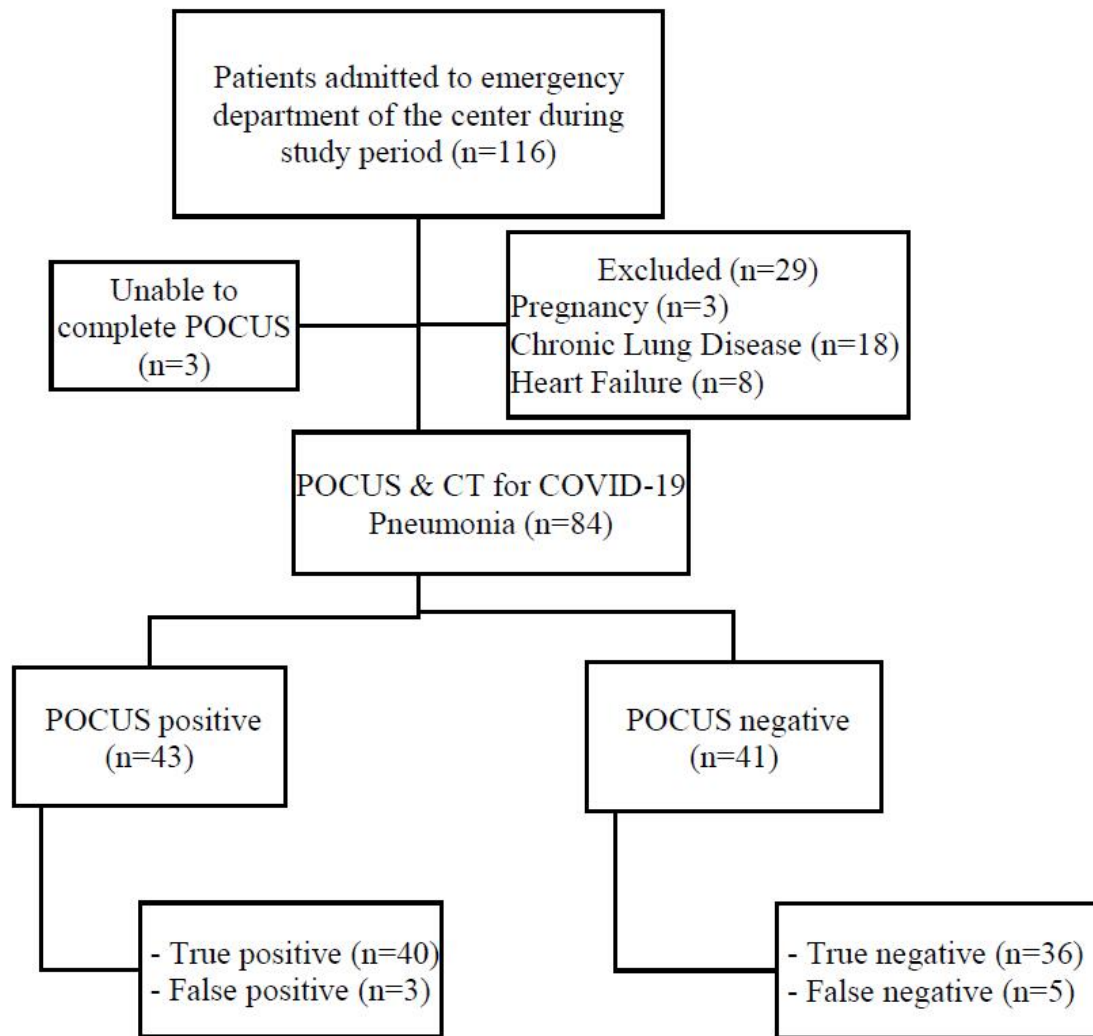 Patients admitted to emergency
department of the center during
study period (n=116)
Unable to
complete POCUS
(n=3)
Excluded (n=29)
Pregnancy (n=3)
Chronic Lung Disease (n=18)
Heart Failure (n=8)
POCUS & CT for COVID-19
Pneumonia (n=84)
POCUS positive
(n=43)
POCUS negative
(n=41)
- True positive (n=40)
- False positive (n=3)
- True negative (n=36)
- False negative (n=5)